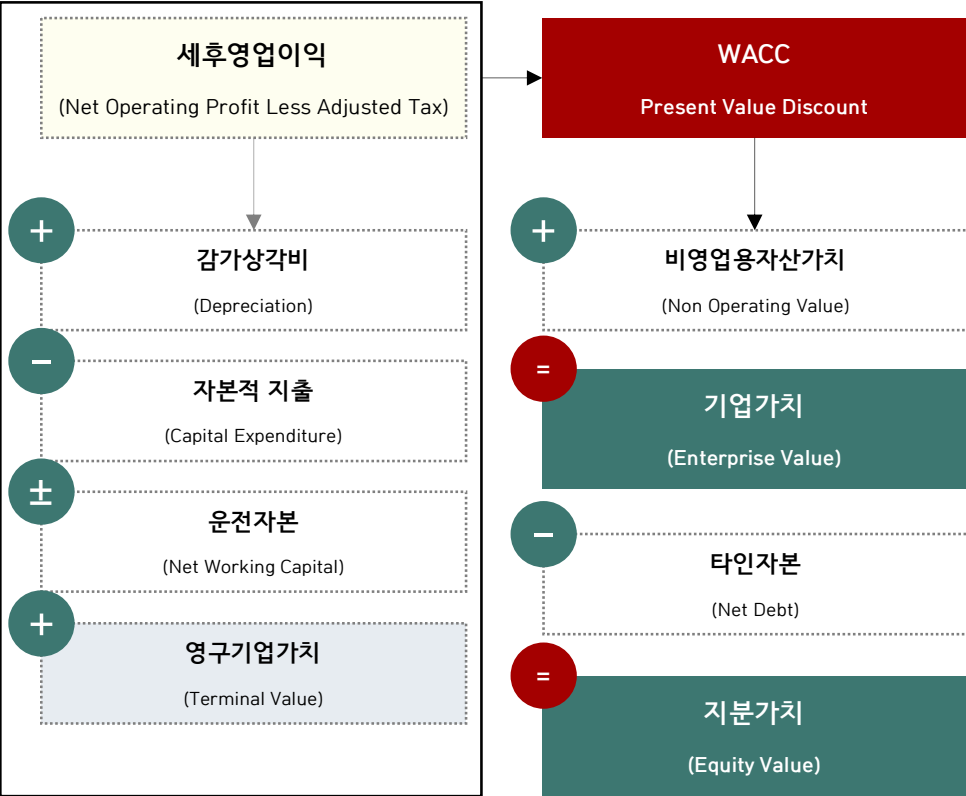 세후영업이익
(Net Operating Profit Less Adjusted Tax)
+
감가상각비
(Depreciation)
−
자본적 지출
(Capital Expenditure)
±
운전자본
(Net Working Capital)
+
영구기업가치
(Terminal Value)
WACC
Present Value Discount
+
비영업용자산가치
(Non Operating Value)
=
기업가치
(Enterprise Value)
−
타인자본
(Net Debt)
=
지분가치
(Equity Value)